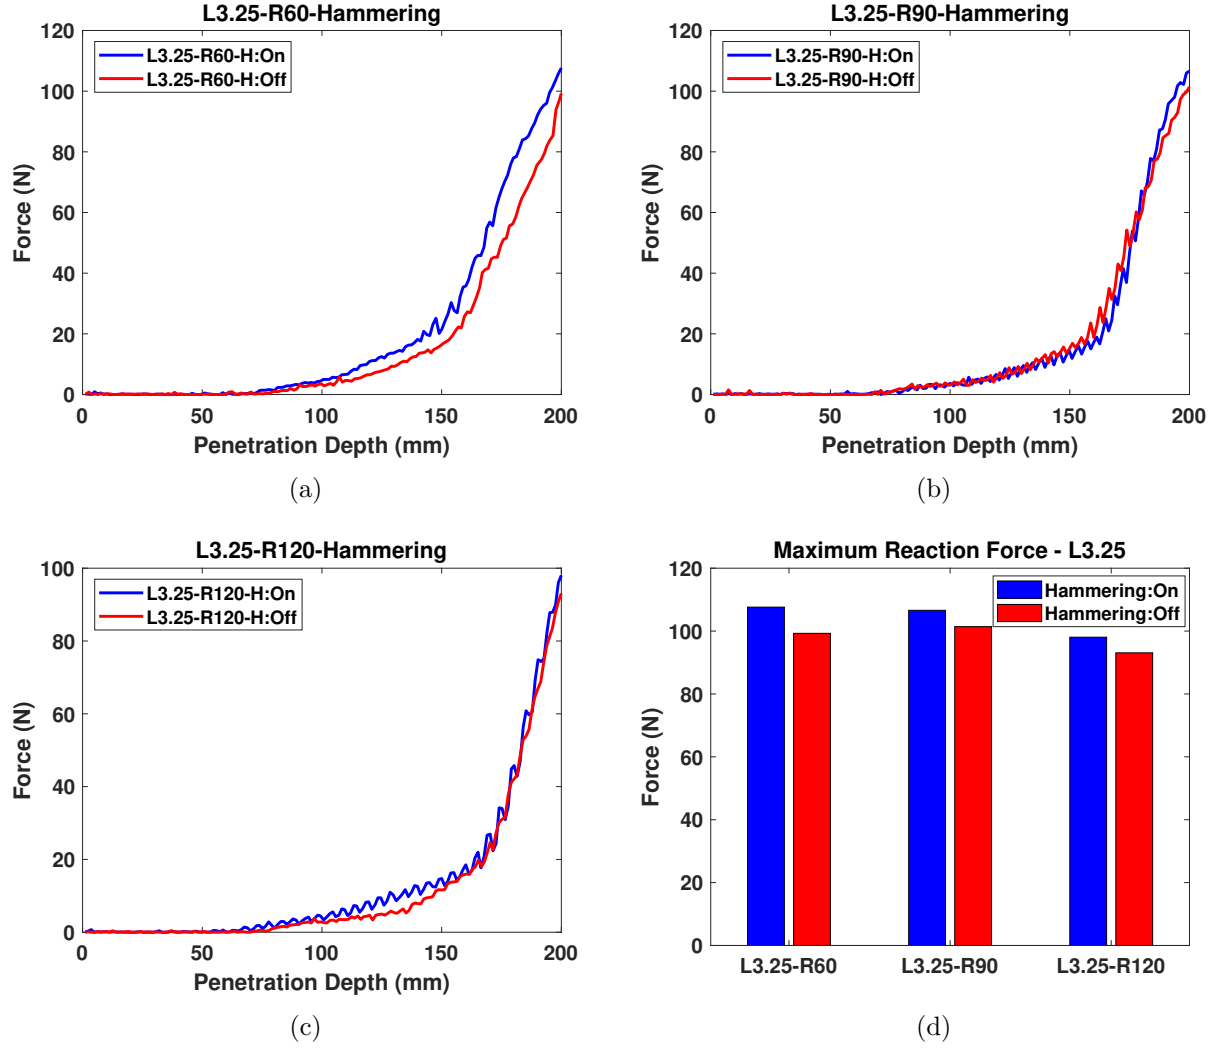 L3.25-R60-Hammering
120
100
80
60
40
20
0
Force (N)
L3.25-R60-H:On
L3.25-R60-H:Off
0
50
100
150
200
Penetration Depth (mm)
(a)
L3.25-R90-Hammering
120
100
80
60
40
20
0
Force (N)
L3.25-R90-H:On
L3.25-R90-H:Off
0
50
100
150
200
Penetration Depth (mm)
(b)
L3.25-R120-Hammering
100
80
60
40
20
0
Force (N)
L3.25-R120-H:On
L3.25-R120-H:Off
0
50
100
150
200
Penetration Depth (mm)
(c)
Maximum Reaction Force - L3.25
120
100
80
60
40
20
0
Force (N)
Hammering:On
Hammering:Off
L3.25-R60
L3.25-R90
L3.25-R120
(d)